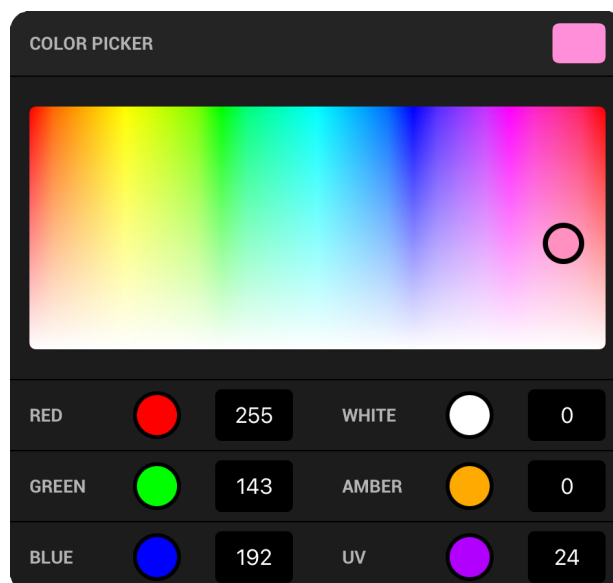 COLOR PICKER
RED 255 WHITE 0
GREEN 143 AMBER 0
BLUE 192 UV 24